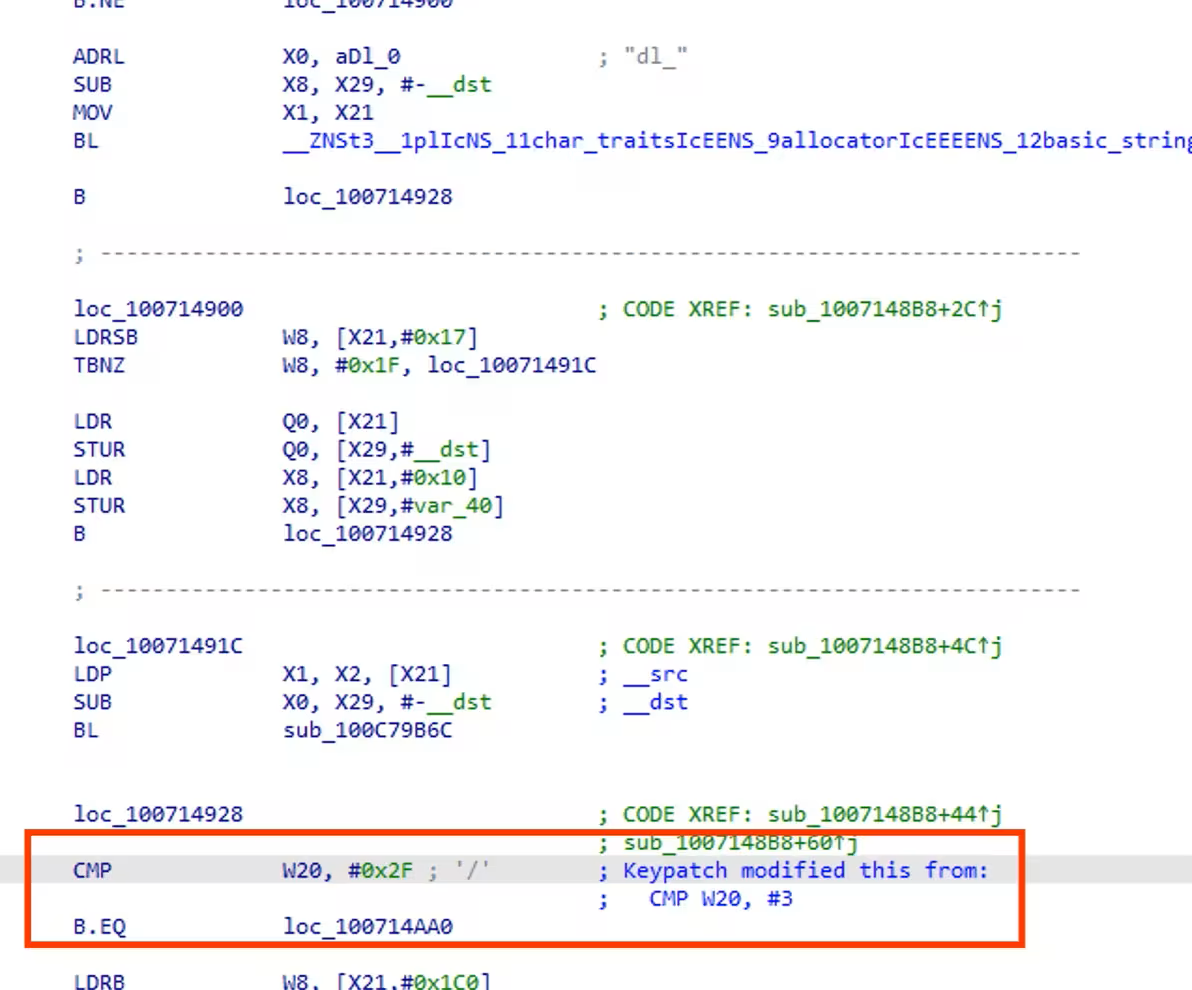 B.NE loc_100714900
ADRL X0, aDl_0 ; "dl_"
SUB X8, X29, #-__dst
MOV X1, X21
BL __ZNSt3__1plIcNS_11char_traitsIcEENS_9allocatorIcEEEENS_12basic_string
B loc_100714928
; ---------------------------------------------------------------------------
loc_100714900 ; CODE XREF: sub_1007148B8+2C↑j
LDRSB W8, [X21,#0x17]
TBNZ W8, #0x1F, loc_10071491C
LDR Q0, [X21]
STUR Q0, [X29,#__dst]
LDR X8, [X21,#0x10]
STUR X8, [X29,#var_40]
B loc_100714928
; ---------------------------------------------------------------------------
loc_10071491C ; CODE XREF: sub_1007148B8+4C↑j
LDP X1, X2, [X21] ; __src
SUB X0, X29, #-__dst ; __dst
BL sub_100C79B6C
loc_100714928 ; CODE XREF: sub_1007148B8+44↑j
; sub_1007148B8+60↑j
CMP W20, #0x2F ; '/' ; Keypatch modified this from:
; CMP W20, #3
B.EQ loc_100714AA0
LDRB W8, [X21,#0x1C0]